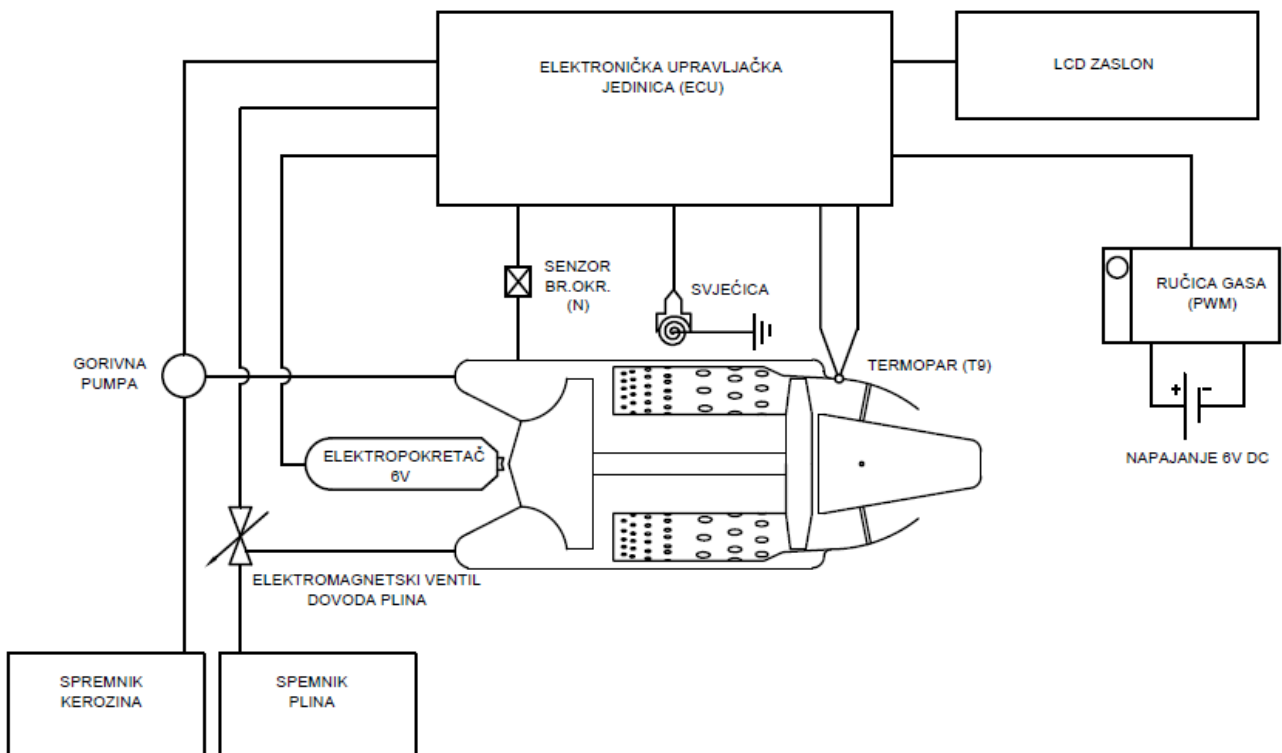 ELEKTRONIČKA UPRAVLJAČKA
JEDINICA (ECU)
LCD ZASLON
SENZOR
BR.OKR.
(N)
SVJEĆICA
RUČICA GASA
(PWM)
GORIVNA
PUMPA
TERMOPAR (T9)
+
−
ELEKTROPOKRETAČ
6V
NAPAJANJE 6V DC
ELEKTROMAGNETSKI VENTIL
DOVODA PLINA
SPREMNIK
KEROZINA
SPEMNIK
PLINA